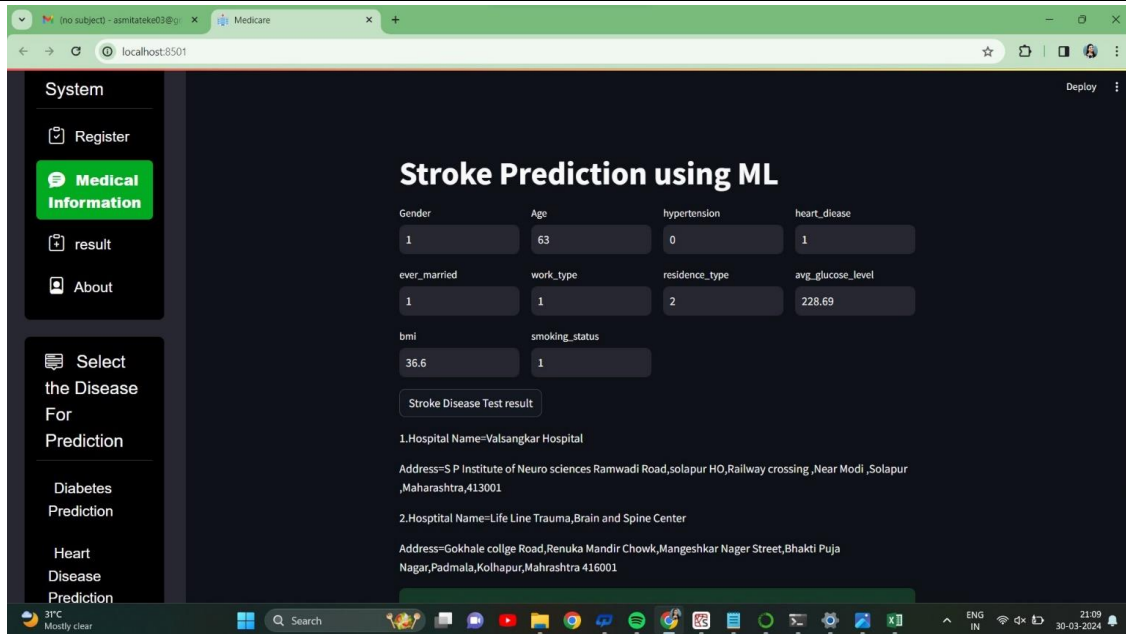 (no subject) - asmitateke03@g
Medicare
localhost:8501
Deploy
System
Register
Medical
Information
result
About
Select
the Disease
For
Prediction
Diabetes
Prediction
Heart
Disease
Prediction
Stroke Prediction using ML
Gender Age hypertension heart_diease
1 63 0 1
ever_married work_type residence_type avg_glucose_level
1 1 2 228.69
bmi smoking_status
36.6 1
Stroke Disease Test result
1.Hospital Name=Valsangkar Hospital
Address=S P Institute of Neuro sciences Ramwadi Road,solapur HO,Railway crossing ,Near Modi ,Solapur
,Maharashtra,413001
2.Hosptital Name=Life Line Trauma,Brain and Spine Center
Address=Gokhale collge Road,Renuka Mandir Chowk,Mangeshkar Nager Street,Bhakti Puja
Nagar,Padmala,Kolhapur,Mahrashtra 416001
31°C
Mostly clear
Search
ENG
IN
21:09
30-03-2024